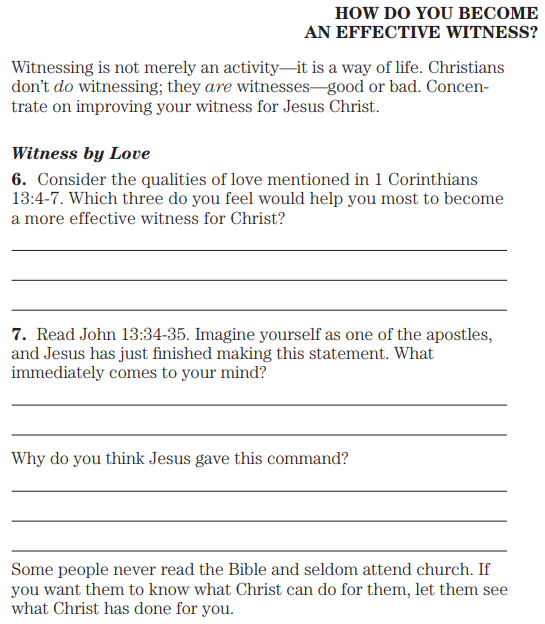 HOW DO YOU BECOME
AN EFFECTIVE WITNESS?
Witnessing is not merely an activity—it is a way of life. Christians
don't do witnessing; they are witnesses—good or bad. Concen-
trate on improving your witness for Jesus Christ.
Witness by Love
6. Consider the qualities of love mentioned in 1 Corinthians
13:4-7. Which three do you feel would help you most to become
a more effective witness for Christ?
7. Read John 13:34-35. Imagine yourself as one of the apostles,
and Jesus has just finished making this statement. What
immediately comes to your mind?
Why do you think Jesus gave this command?
Some people never read the Bible and seldom attend church. If
you want them to know what Christ can do for them, let them see
what Christ has done for you.